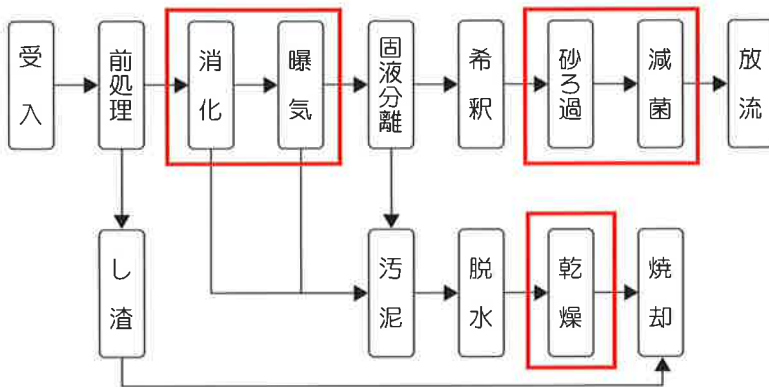 受入
前処理
消化
曝気
固液分離
希釈
砂ろ過
減菌
放流
し渣
汚泥
脱水
乾燥
焼却